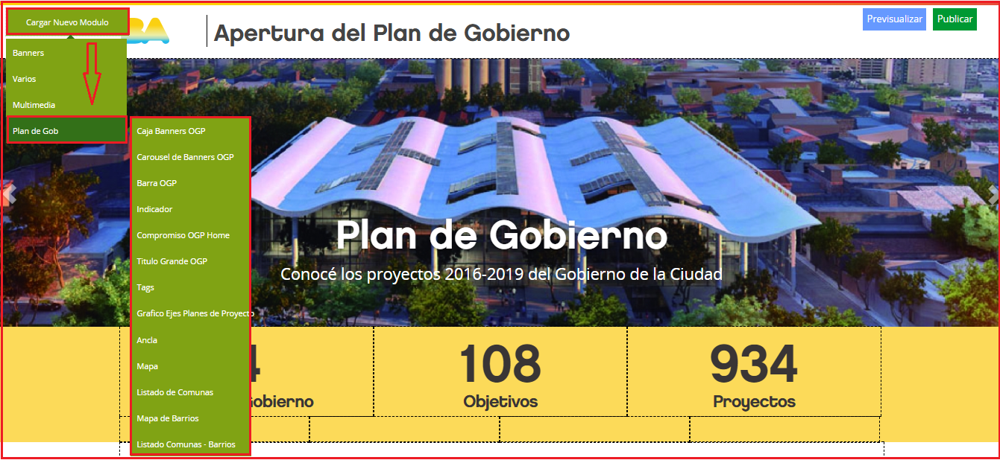 Cargar Nuevo Modulo
BA
Apertura del Plan de Gobierno
Previsualizar
Publicar
Banners
Varios
Multimedia
Plan de Gob
Caja Banners OGP
Carousel de Banners OGP
Barra OGP
Indicador
Compromiso OGP Home
Titulo Grande OGP
Tags
Grafico Ejes Planes de Proyecto
Ancla
Mapa
Listado de Comunas
Mapa de Barrios
Listado Comunas - Barrios
Plan de Gobierno
Conocé los proyectos 2016-2019 del Gobierno de la Ciudad
4
obierno
108
Objetivos
934
Proyectos